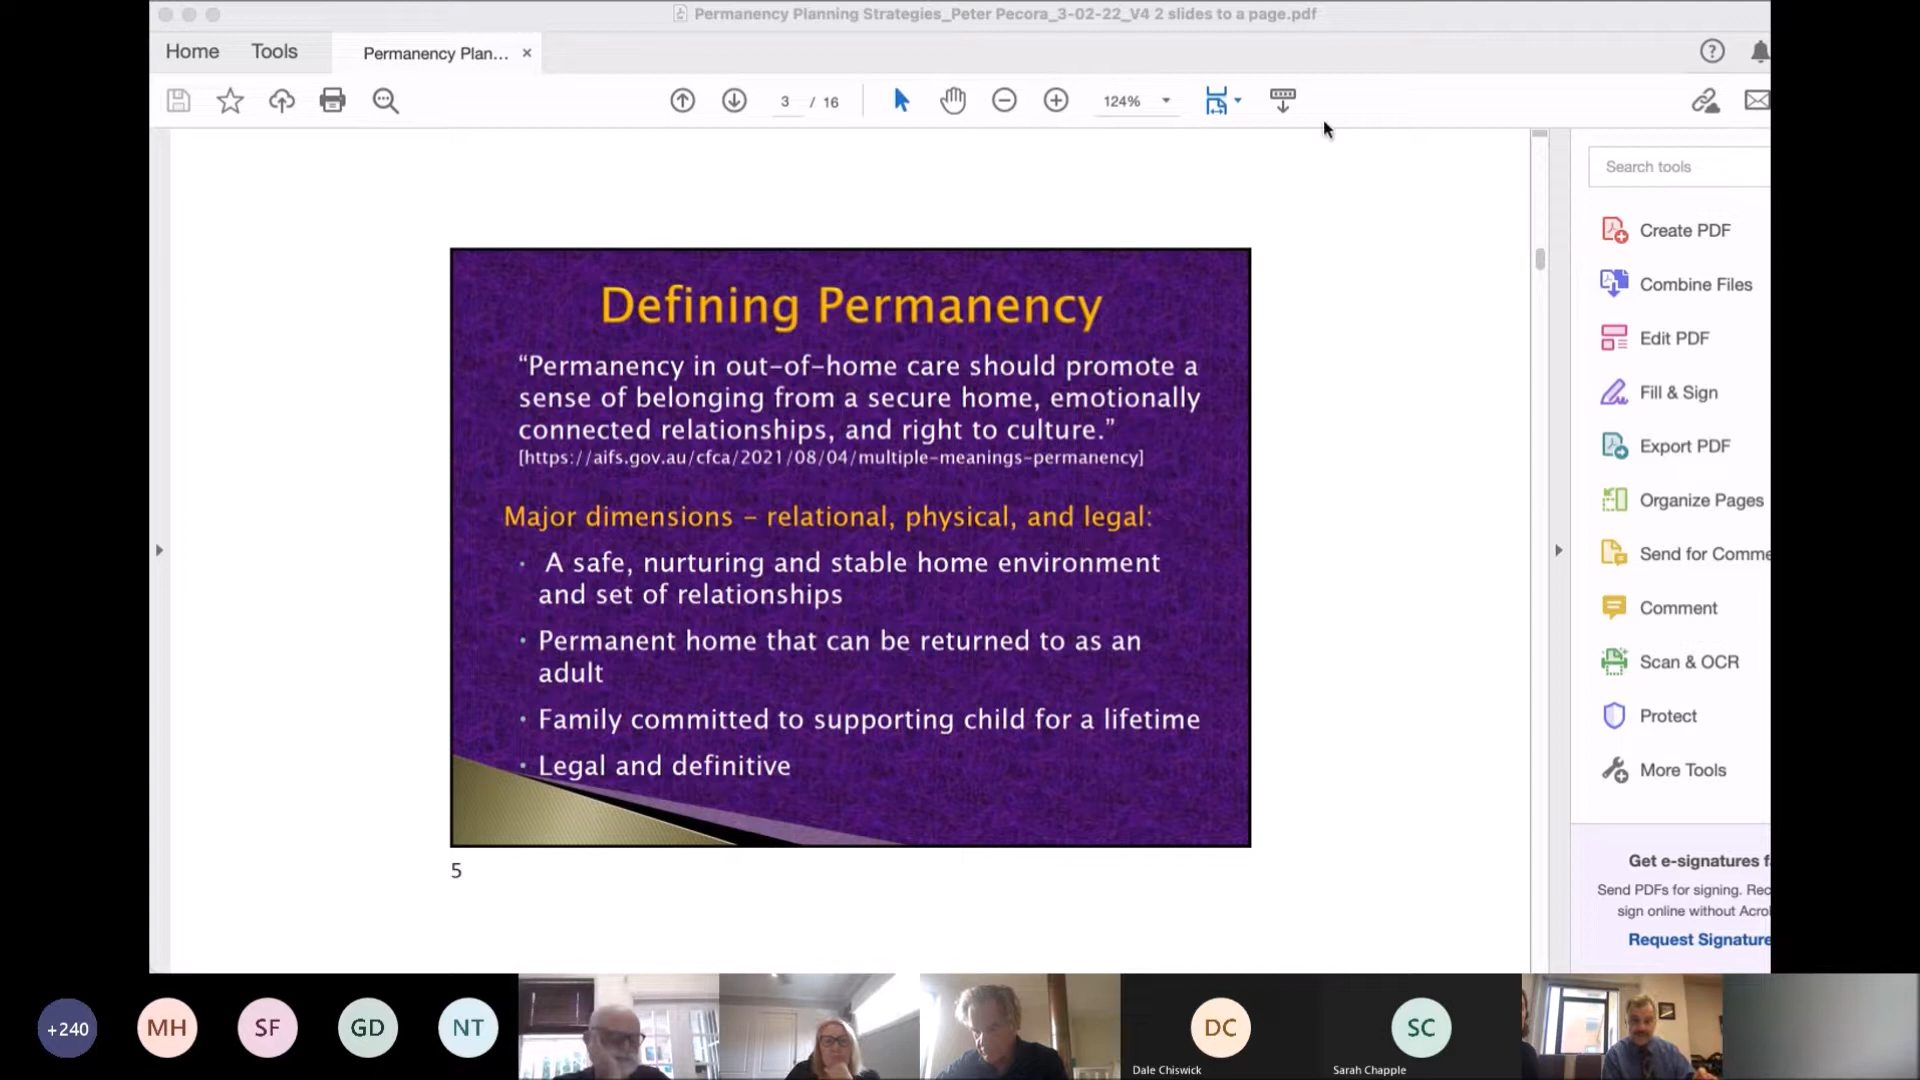 Permanency Planning Strategies_Peter Pecora_3-02-22_V4 2 slides to a page.pdf
Home Tools Permanency Plan... ×
3 / 16 124%
Search tools
Create PDF
Combine Files
Edit PDF
Fill & Sign
Export PDF
Organize Pages
Send for Comme
Comment
Scan & OCR
Protect
More Tools
Get e-signatures f
Send PDFs for signing. Rec
sign online without Acro
Request Signature
Defining Permanency
“Permanency in out-of-home care should promote a
sense of belonging from a secure home, emotionally
connected relationships, and right to culture.”
[https://aifs.gov.au/cfca/2021/08/04/multiple-meanings-permanency]
Major dimensions – relational, physical, and legal:
• A safe, nurturing and stable home environment
and set of relationships
• Permanent home that can be returned to as an
adult
• Family committed to supporting child for a lifetime
• Legal and definitive
5
+240 MH SF GD NT DC SC
Dale Chiswick Sarah Chapple